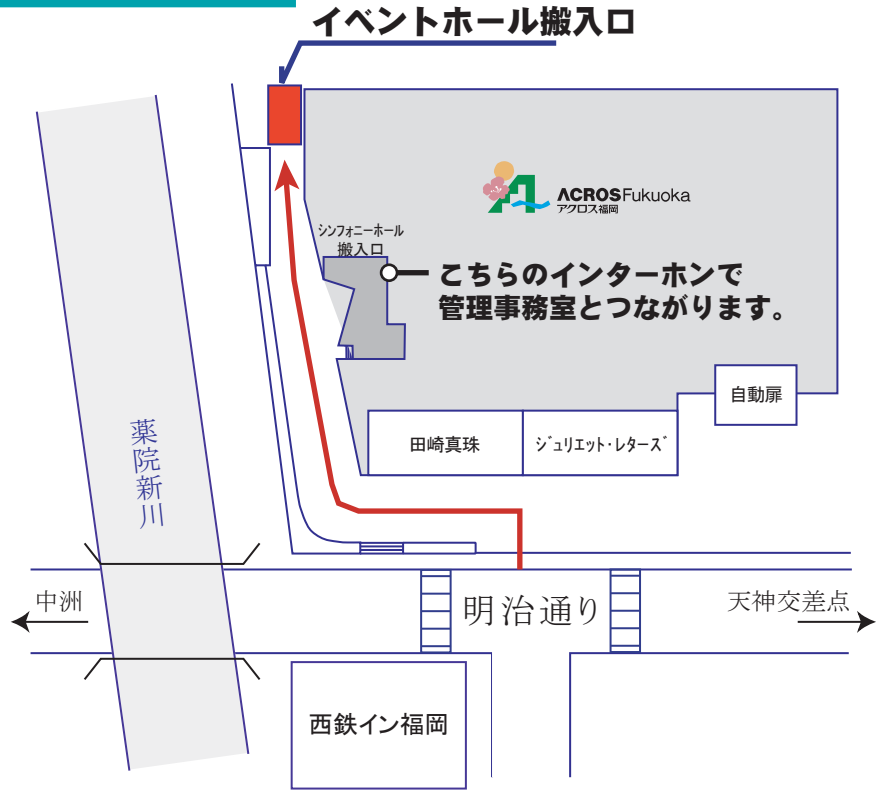 イベントホール搬入口
ACROS Fukuoka
アクロス福岡
シンフォニーホール
搬入口
こちらのインターホンで
管理事務室とつながります。
自動扉
田崎真珠
ジュリエット・レターズ
薬院新川
中洲
明治通り
天神交差点
西鉄イン福岡